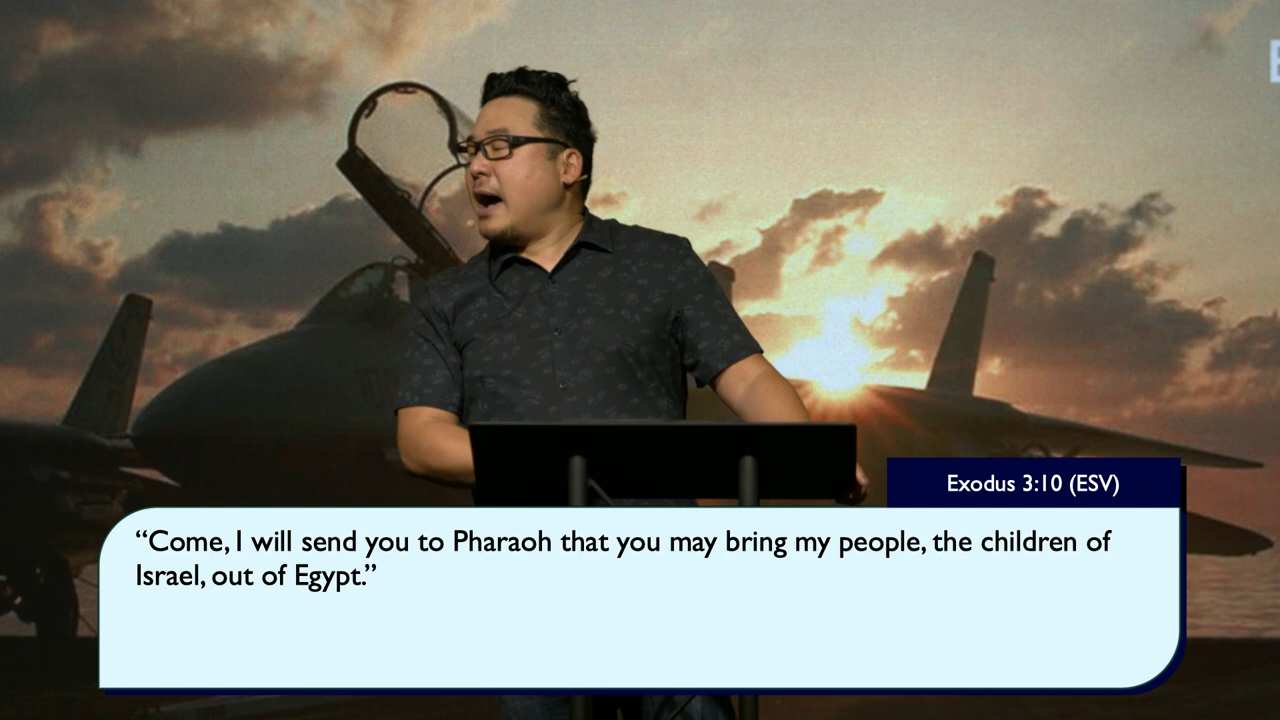 Exodus 3:10 (ESV)
“Come, I will send you to Pharaoh that you may bring my people, the children of
Israel, out of Egypt.”